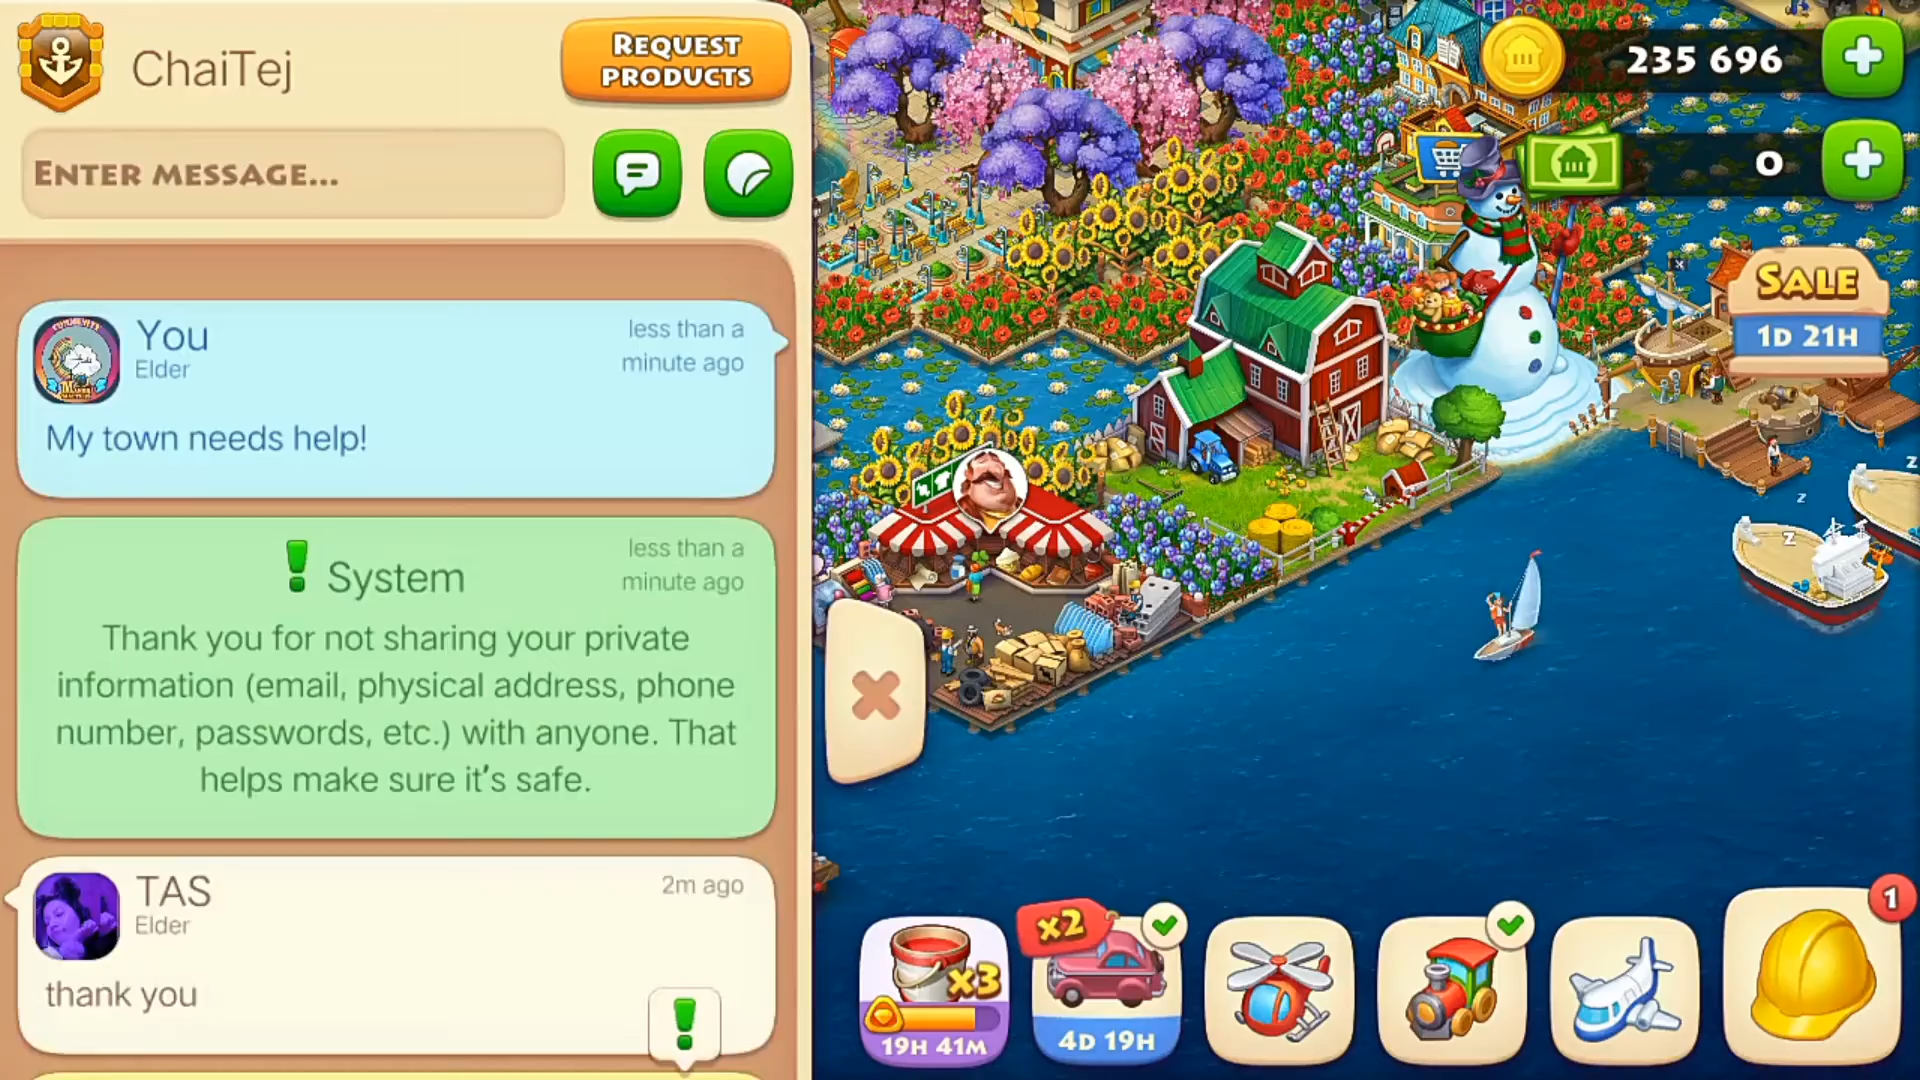 ChaiTej
REQUEST
PRODUCTS
ENTER MESSAGE...
You
Elder
less than a
minute ago
My town needs help!
System
less than a
minute ago
Thank you for not sharing your private
information (email, physical address, phone
number, passwords, etc.) with anyone. That
helps make sure it's safe.
TAS
Elder
2m ago
thank you
235 696
0
SALE
1D 21H
z
z
z
x3
19H 41M
x2
4D 19H
1